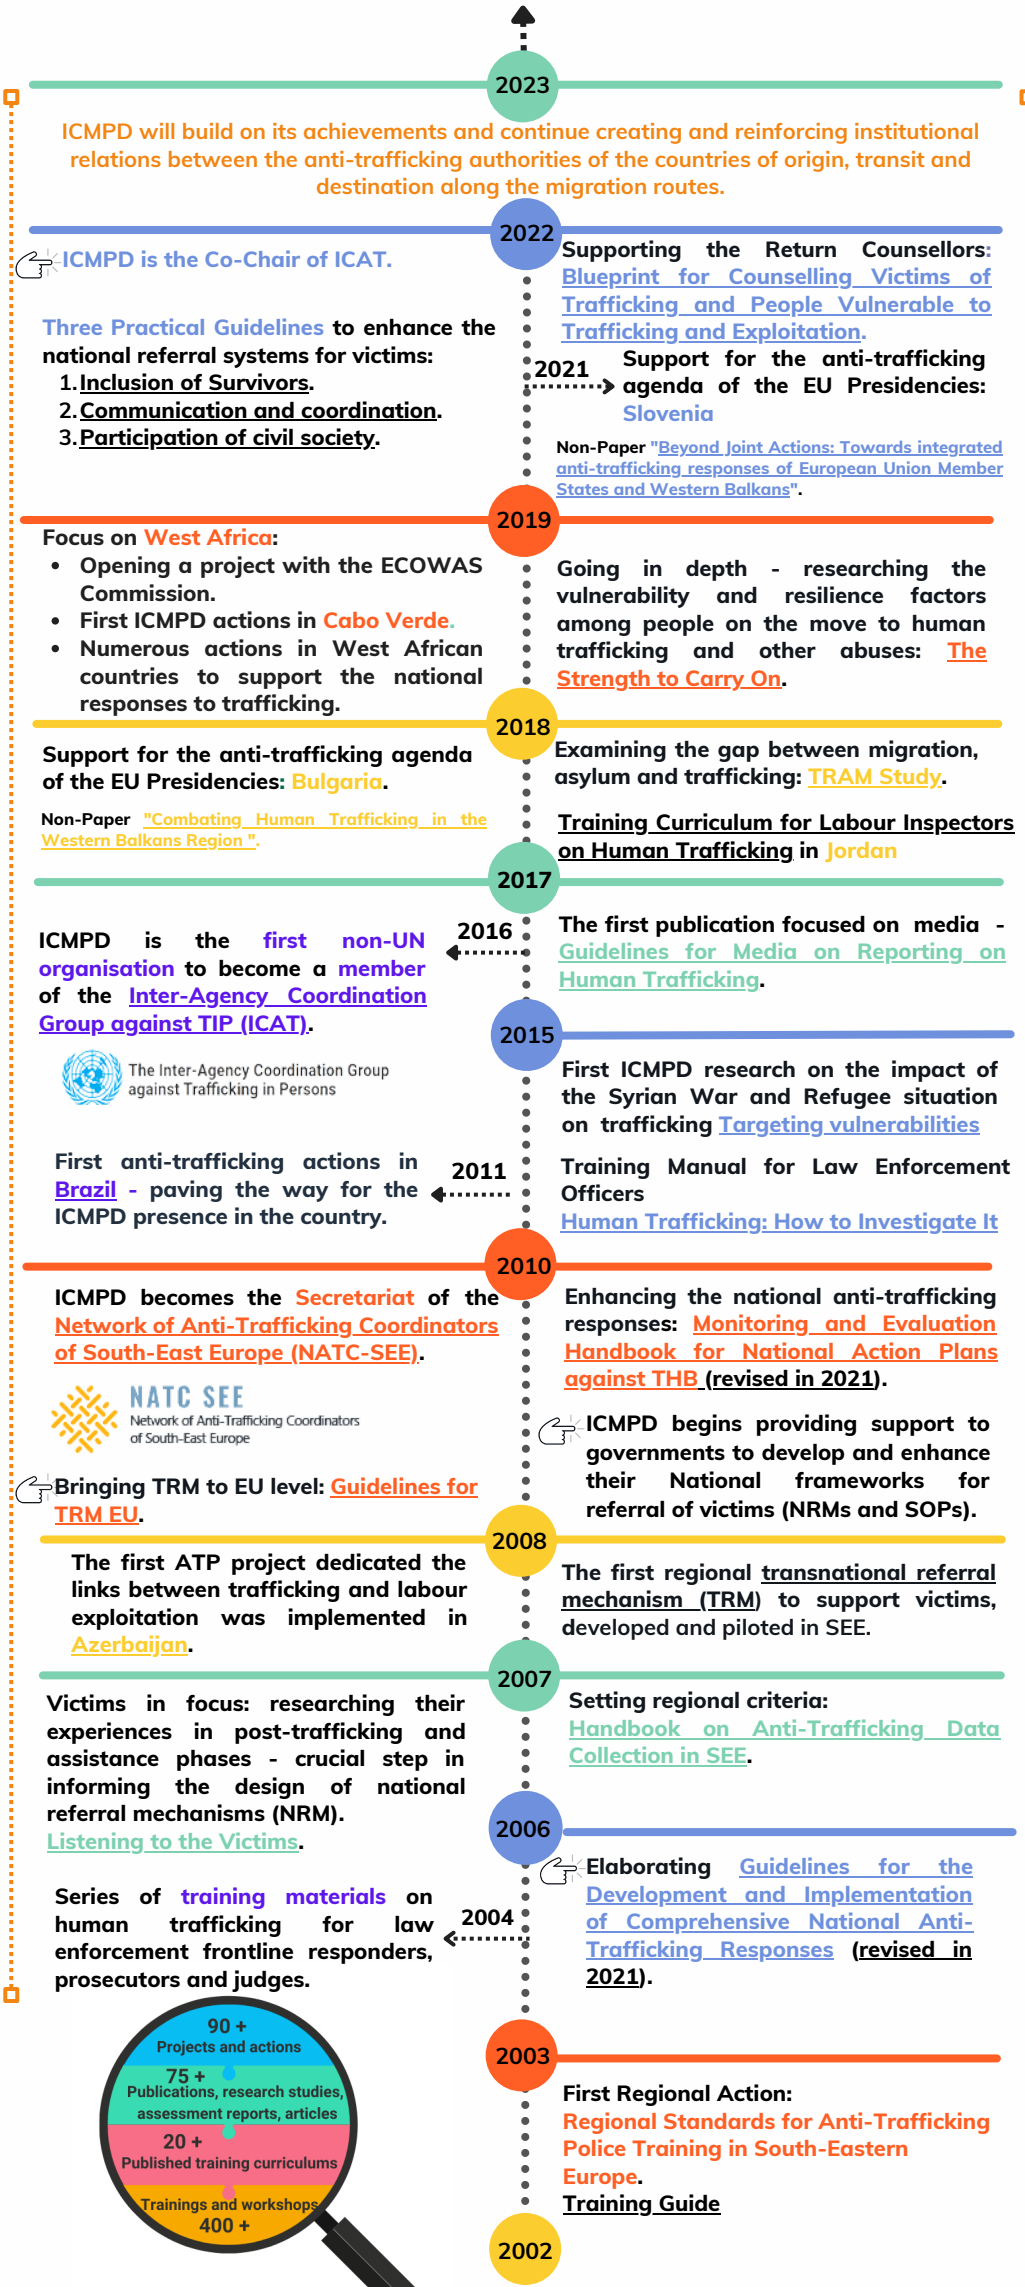 2023
ICMPD will build on its achievements and continue creating and reinforcing institutional
relations between the anti-trafficking authorities of the countries of origin, transit and
destination along the migration routes.
2022
ICMPD is the Co-Chair of ICAT.
Three Practical Guidelines to enhance the
national referral systems for victims:
1. Inclusion of Survivors.
2. Communication and coordination.
3. Participation of civil society.
Supporting the Return Counsellors:
Blueprint for Counselling Victims of
Trafficking and People Vulnerable to
Trafficking and Exploitation.
2021
Support for the anti-trafficking
agenda of the EU Presidencies:
Slovenia
Non-Paper "Beyond Joint Actions: Towards integrated
anti-trafficking responses of European Union Member
States and Western Balkans".
2019
Focus on West Africa:
• Opening a project with the ECOWAS
Commission.
• First ICMPD actions in Cabo Verde.
• Numerous actions in West African
countries to support the national
responses to trafficking.
Going in depth - researching the
vulnerability and resilience factors
among people on the move to human
trafficking and other abuses: The
Strength to Carry On.
2018
Support for the anti-trafficking agenda
of the EU Presidencies: Bulgaria.
Non-Paper "Combating Human Trafficking in the
Western Balkans Region ".
Examining the gap between migration,
asylum and trafficking: TRAM Study.
Training Curriculum for Labour Inspectors
on Human Trafficking in Jordan
2017
The first publication focused on media -
Guidelines for Media on Reporting on
Human Trafficking.
2016
ICMPD is the first non-UN
organisation to become a member
of the Inter-Agency Coordination
Group against TIP (ICAT).
The Inter-Agency Coordination Group
against Trafficking in Persons
2015
First ICMPD research on the impact of
the Syrian War and Refugee situation
on trafficking Targeting vulnerabilities
Training Manual for Law Enforcement
Officers
Human Trafficking: How to Investigate It
2011
First anti-trafficking actions in
Brazil - paving the way for the
ICMPD presence in the country.
2010
ICMPD becomes the Secretariat of the
Network of Anti-Trafficking Coordinators
of South-East Europe (NATC-SEE).
NATC SEE
Network of Anti-Trafficking Coordinators
of South-East Europe
Bringing TRM to EU level: Guidelines for
TRM EU.
Enhancing the national anti-trafficking
responses: Monitoring and Evaluation
Handbook for National Action Plans
against THB (revised in 2021).
ICMPD begins providing support to
governments to develop and enhance
their National frameworks for
referral of victims (NRMs and SOPs).
2008
The first ATP project dedicated the
links between trafficking and labour
exploitation was implemented in
Azerbaijan.
The first regional transnational referral
mechanism (TRM) to support victims,
developed and piloted in SEE.
2007
Victims in focus: researching their
experiences in post-trafficking and
assistance phases - crucial step in
informing the design of national
referral mechanisms (NRM).
Listening to the Victims.
Setting regional criteria:
Handbook on Anti-Trafficking Data
Collection in SEE.
2006
Elaborating Guidelines for the
Development and Implementation
of Comprehensive National Anti-
Trafficking Responses (revised in
2021).
2004
Series of training materials on
human trafficking for law
enforcement frontline responders,
prosecutors and judges.
2003
First Regional Action:
Regional Standards for Anti-Trafficking
Police Training in South-Eastern
Europe.
Training Guide
2002
90 +
Projects and actions
75 +
Publications, research studies,
assessment reports, articles
20 +
Published training curriculums
Trainings and workshops
400 +